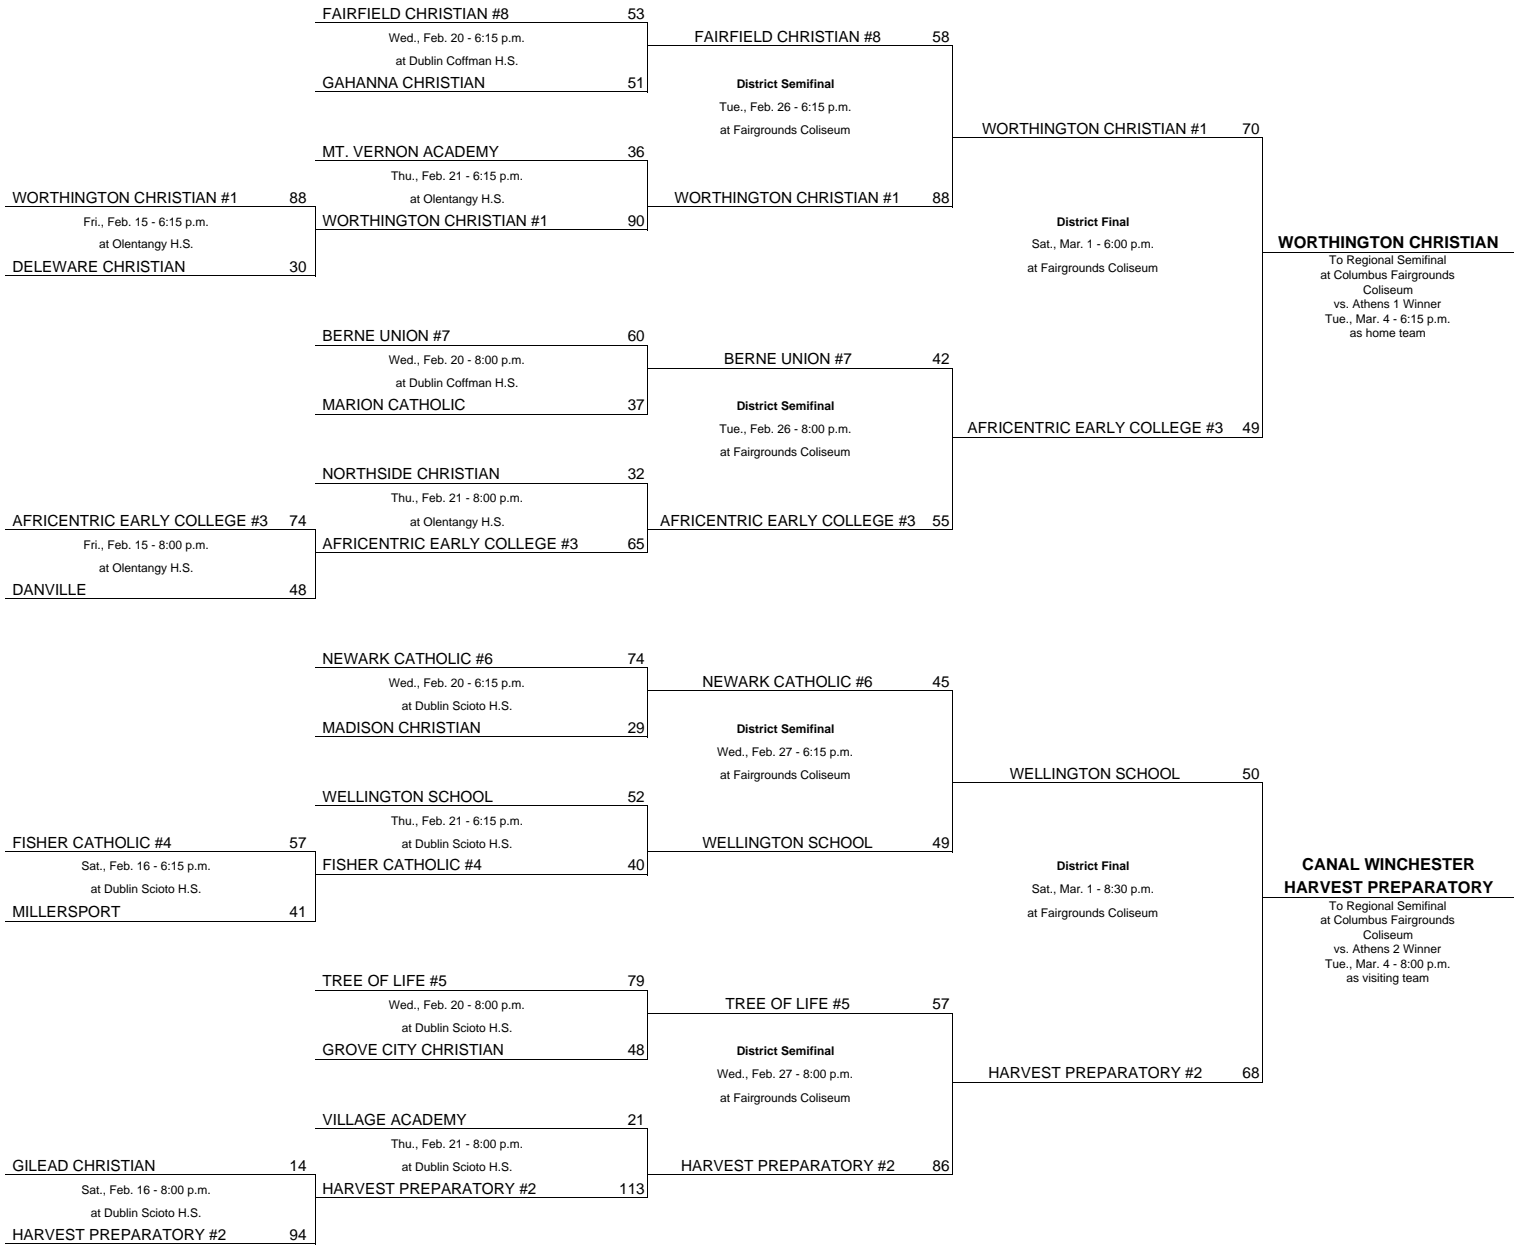 FAIRFIELD CHRISTIAN #8 53
Wed., Feb. 20 - 6:15 p.m.
at Dublin Coffman H.S.
GAHANNA CHRISTIAN 51
FAIRFIELD CHRISTIAN #8 58
District Semifinal
Tue., Feb. 26 - 6:15 p.m.
at Fairgrounds Coliseum
MT. VERNON ACADEMY 36
Thu., Feb. 21 - 6:15 p.m.
at Olentangy H.S.
WORTHINGTON CHRISTIAN #1 90
WORTHINGTON CHRISTIAN #1 88
Fri., Feb. 15 - 6:15 p.m.
at Olentangy H.S.
DELEWARE CHRISTIAN 30
WORTHINGTON CHRISTIAN #1 88
WORTHINGTON CHRISTIAN #1 70
District Final
Sat., Mar. 1 - 6:00 p.m.
at Fairgrounds Coliseum
WORTHINGTON CHRISTIAN
To Regional Semifinal
at Columbus Fairgrounds
Coliseum
vs. Athens 1 Winner
Tue., Mar. 4 - 6:15 p.m.
as home team
BERNE UNION #7 60
Wed., Feb. 20 - 8:00 p.m.
at Dublin Coffman H.S.
MARION CATHOLIC 37
BERNE UNION #7 42
District Semifinal
Tue., Feb. 26 - 8:00 p.m.
at Fairgrounds Coliseum
AFRICENTRIC EARLY COLLEGE #3 49
NORTHSIDE CHRISTIAN 32
Thu., Feb. 21 - 8:00 p.m.
at Olentangy H.S.
AFRICENTRIC EARLY COLLEGE #3 65
AFRICENTRIC EARLY COLLEGE #3 55
AFRICENTRIC EARLY COLLEGE #3 74
Fri., Feb. 15 - 8:00 p.m.
at Olentangy H.S.
DANVILLE 48
NEWARK CATHOLIC #6 74
Wed., Feb. 20 - 6:15 p.m.
at Dublin Scioto H.S.
MADISON CHRISTIAN 29
NEWARK CATHOLIC #6 45
District Semifinal
Wed., Feb. 27 - 6:15 p.m.
at Fairgrounds Coliseum
WELLINGTON SCHOOL 52
Thu., Feb. 21 - 6:15 p.m.
at Dublin Scioto H.S.
FISHER CATHOLIC #4 40
FISHER CATHOLIC #4 57
Sat., Feb. 16 - 6:15 p.m.
at Dublin Scioto H.S.
MILLERSPORT 41
WELLINGTON SCHOOL 49
WELLINGTON SCHOOL 50
District Final
Sat., Mar. 1 - 8:30 p.m.
at Fairgrounds Coliseum
CANAL WINCHESTER
HARVEST PREPARATORY
To Regional Semifinal
at Columbus Fairgrounds
Coliseum
vs. Athens 2 Winner
Tue., Mar. 4 - 8:00 p.m.
as visiting team
TREE OF LIFE #5 79
Wed., Feb. 20 - 8:00 p.m.
at Dublin Scioto H.S.
GROVE CITY CHRISTIAN 48
TREE OF LIFE #5 57
District Semifinal
Wed., Feb. 27 - 8:00 p.m.
at Fairgrounds Coliseum
HARVEST PREPARATORY #2 68
VILLAGE ACADEMY 21
Thu., Feb. 21 - 8:00 p.m.
at Dublin Scioto H.S.
HARVEST PREPARATORY #2 113
HARVEST PREPARATORY #2 86
GILEAD CHRISTIAN 14
Sat., Feb. 16 - 8:00 p.m.
at Dublin Scioto H.S.
HARVEST PREPARATORY #2 94